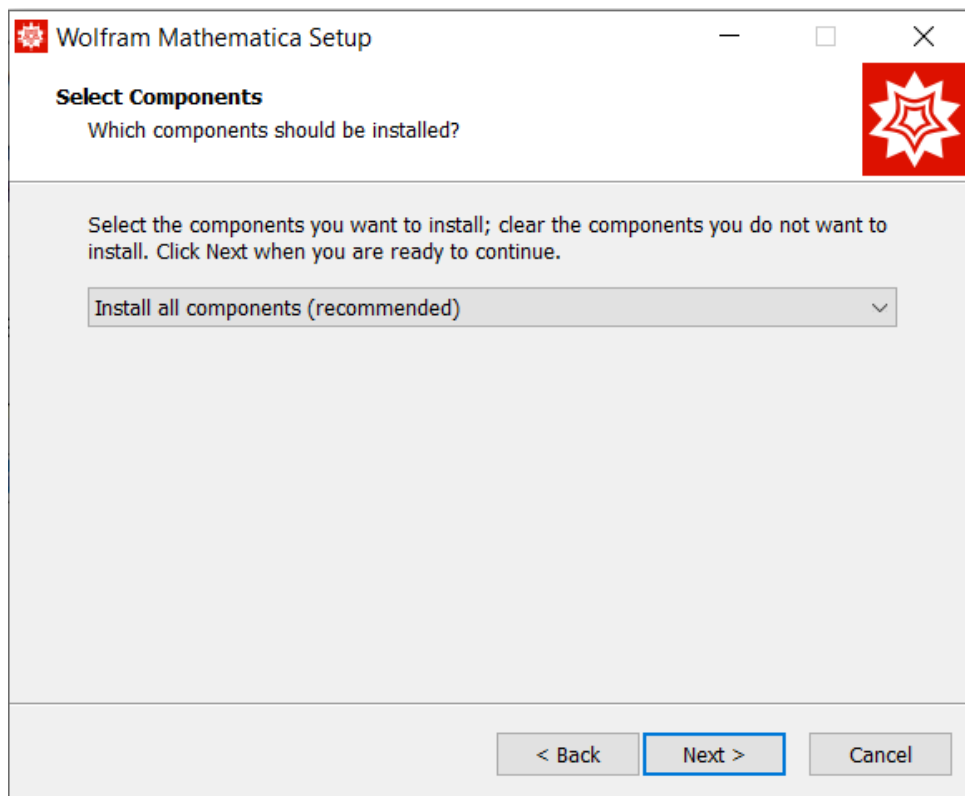 Wolfram Mathematica Setup
Select Components
Which components should be installed?
Select the components you want to install; clear the components you do not want to
install. Click Next when you are ready to continue.
Install all components (recommended)
< Back
Next >
Cancel